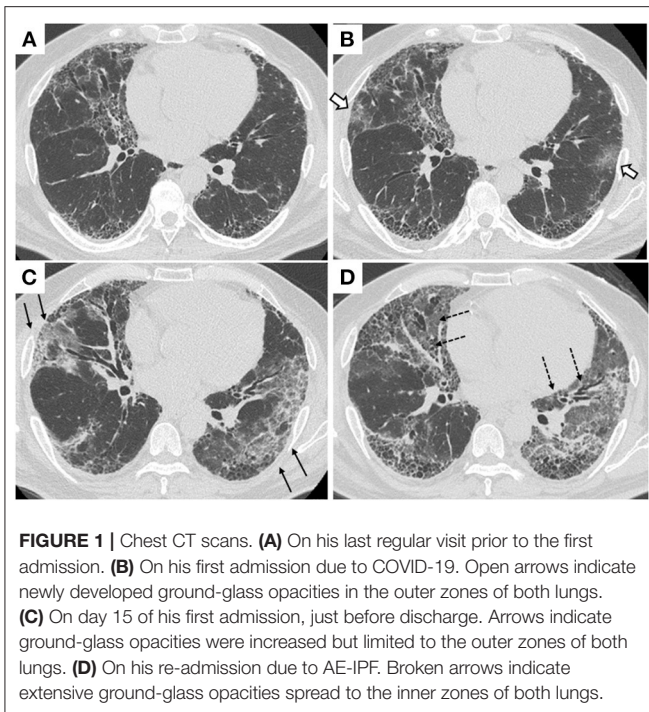 A
B
C
D
FIGURE 1 | Chest CT scans. (A) On his last regular visit prior to the first
admission. (B) On his first admission due to COVID-19. Open arrows indicate
newly developed ground-glass opacities in the outer zones of both lungs.
(C) On day 15 of his first admission, just before discharge. Arrows indicate
ground-glass opacities were increased but limited to the outer zones of both
lungs. (D) On his re-admission due to AE-IPF. Broken arrows indicate
extensive ground-glass opacities spread to the inner zones of both lungs.